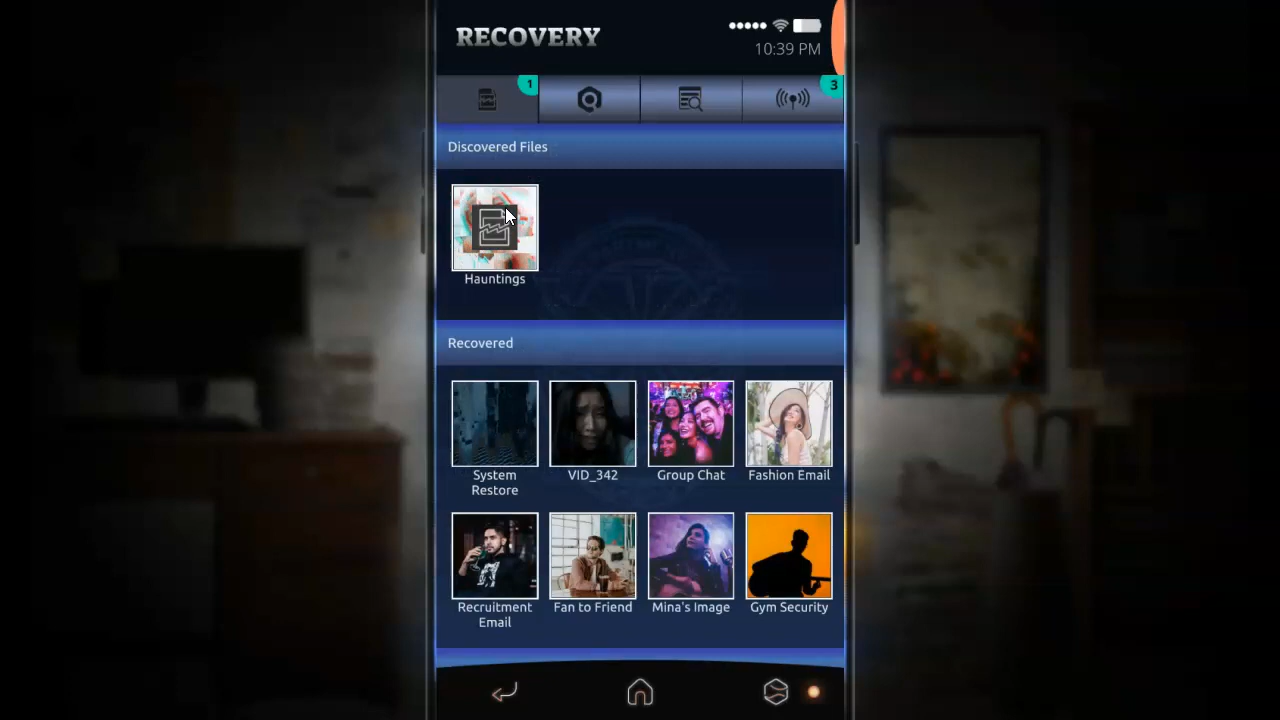 RECOVERY
10:39 PM
1
3
Discovered Files
Hauntings
Recovered
System
Restore
VID_342
Group Chat
Fashion Email
Recruitment
Email
Fan to Friend
Mina's Image
Gym Security